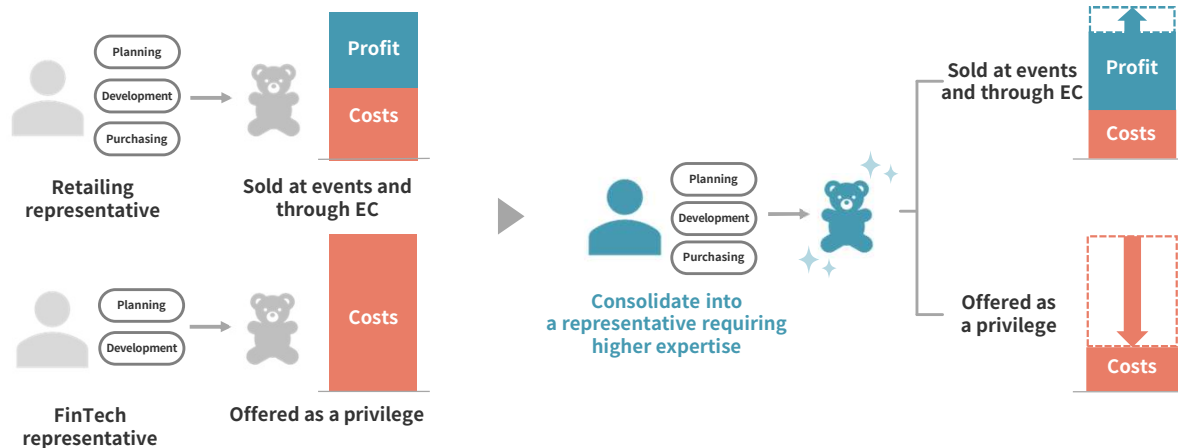 Planning
Development
Purchasing
Profit
Costs
Retailing
representative
Sold at events and
through EC
Planning
Development
Costs
FinTech
representative
Offered as a privilege
Planning
Development
Purchasing
Consolidate into
a representative requiring
higher expertise
Sold at events
and through EC
Profit
Costs
Offered as
a privilege
Costs